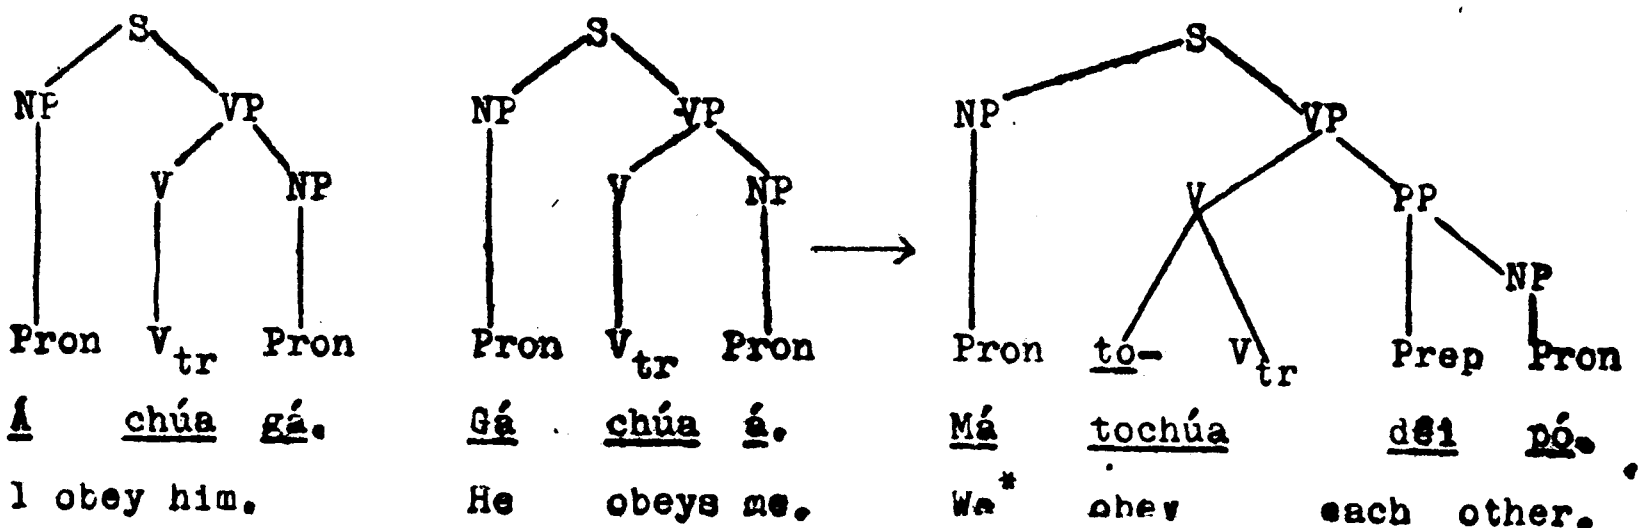 S S S
NP VP NP VP NP VP
V NP V NP V PP
NP
Pron Vtr Pron Pron Vtr Pron Pron to- Vtr Prep Pron
Á chúa gá. Gá chúa á. Má tochúa dẽi pó.
I obey him. He obeys me. We* obey each other.